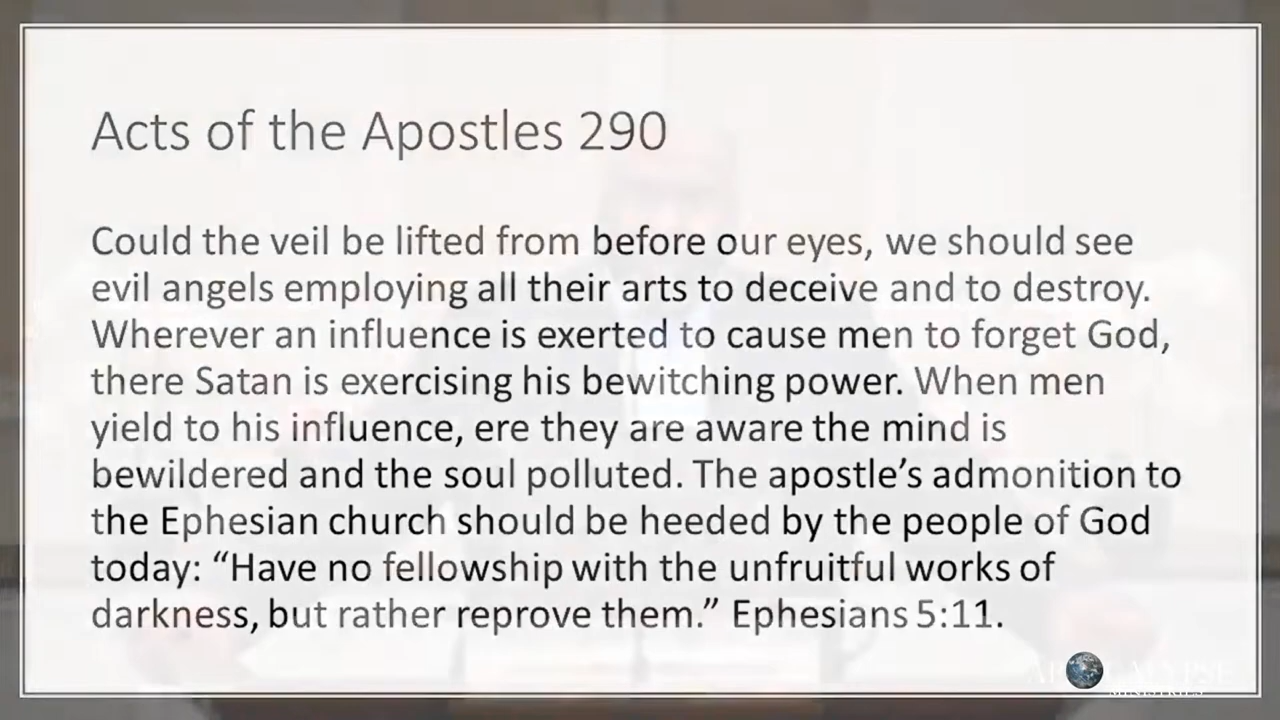 Acts of the Apostles 290
Could the veil be lifted from before our eyes, we should see
evil angels employing all their arts to deceive and to destroy.
Wherever an influence is exerted to cause men to forget God,
there Satan is exercising his bewitching power. When men
yield to his influence, ere they are aware the mind is
bewildered and the soul polluted. The apostle’s admonition to
the Ephesian church should be heeded by the people of God
today: “Have no fellowship with the unfruitful works of
darkness, but rather reprove them.” Ephesians 5:11.
APOCALYPSE
MINISTRIES